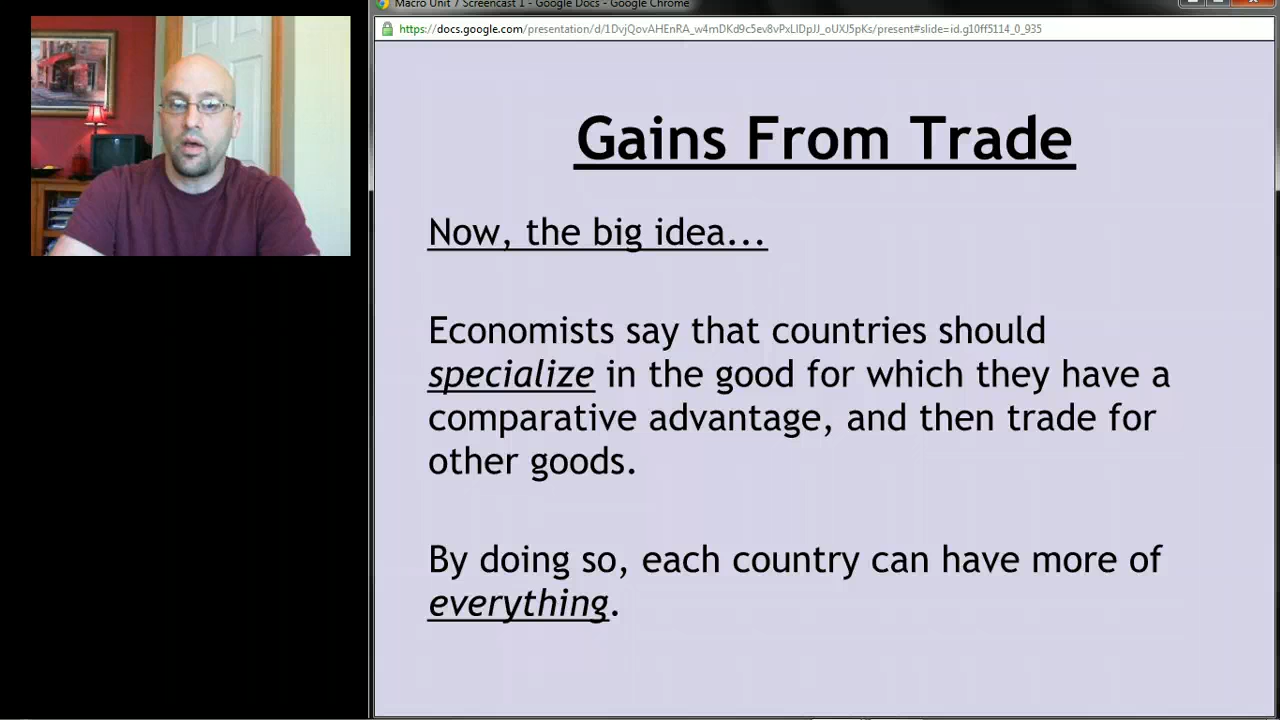 Macro Unit 7 Screencast 1 - Google Docs - Google Chrome
https://docs.google.com/presentation/d/1DvjQovAHEnRA_w4mDKd9c5ev8vPxLlDpJJ_oUXJ5pKs/present#slide=id.g10ff5114_0_935
Gains From Trade
Now, the big idea...
Economists say that countries should
specialize in the good for which they have a
comparative advantage, and then trade for
other goods.
By doing so, each country can have more of
everything.